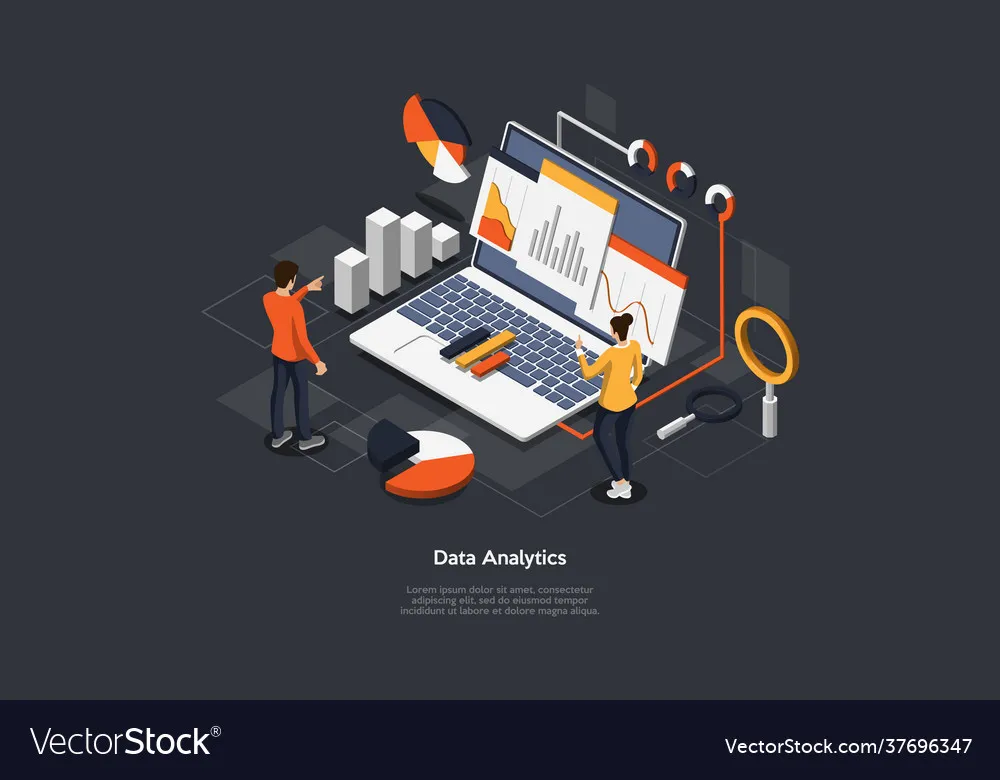 Data Analytics
Lorem ipsum dolor sit amet, consectetur
adipiscing elit, sed do eiusmod tempor
incididunt ut labore et dolore magna aliqua.
VectorStock®
VectorStock.com/37696347